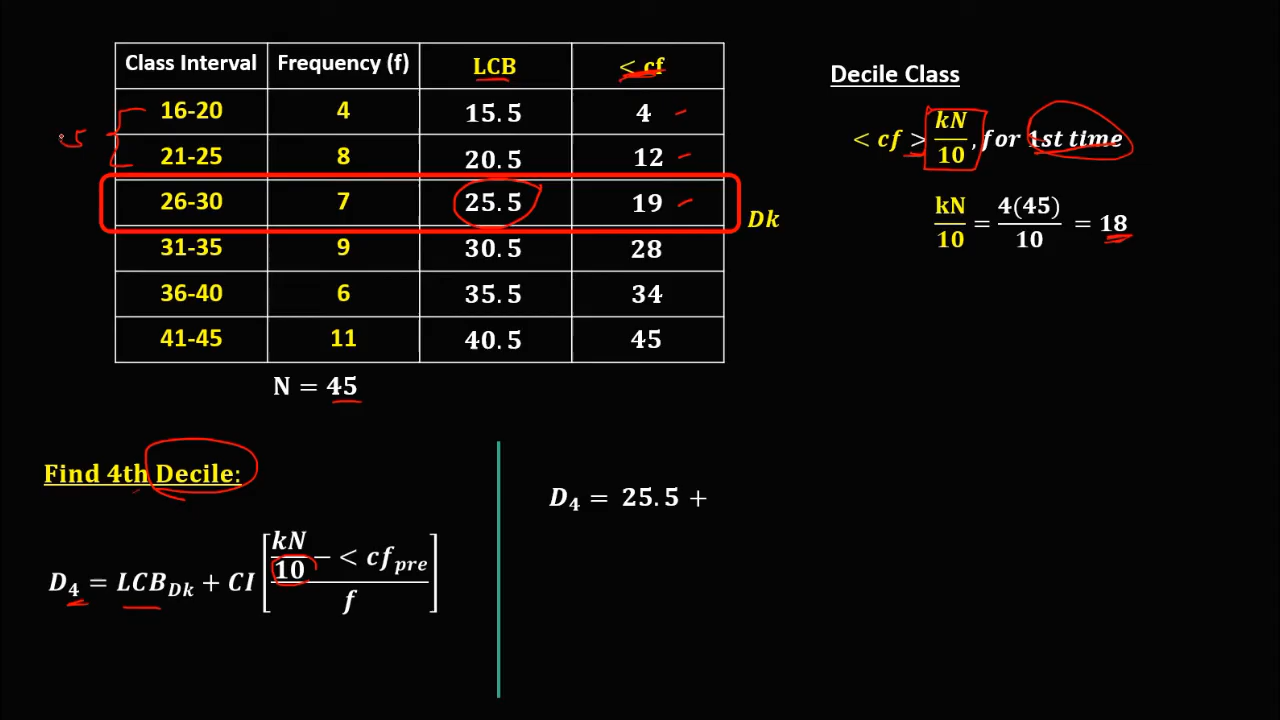 Class Interval Frequency (f) LCB < cf
16-20 4 15.5 4
21-25 8 20.5 12
26-30 7 25.5 19
31-35 9 30.5 28
36-40 6 35.5 34
41-45 11 40.5 45
Dk
N = 45
5
Decile Class
< cf > kN/10, for 1st time
kN/10 = 4(45)/10 = 18
Find 4th Decile:
D₄ = LCB_Dk + CI [(kN/10 − < cf_pre)/f]
D₄ = 25.5 +